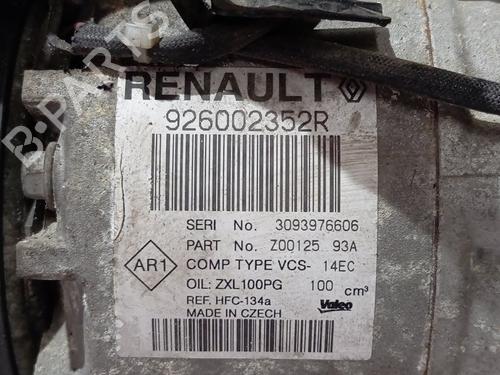 B-PARTS
RENAULT
926002352R
SERI No. 3093976606
PART No. Z00125 93A
AR1
COMP TYPE VCS- 14EC
OIL: ZXL100PG 100 cm³
REF. HFC-134a
MADE IN CZECH
Valeo